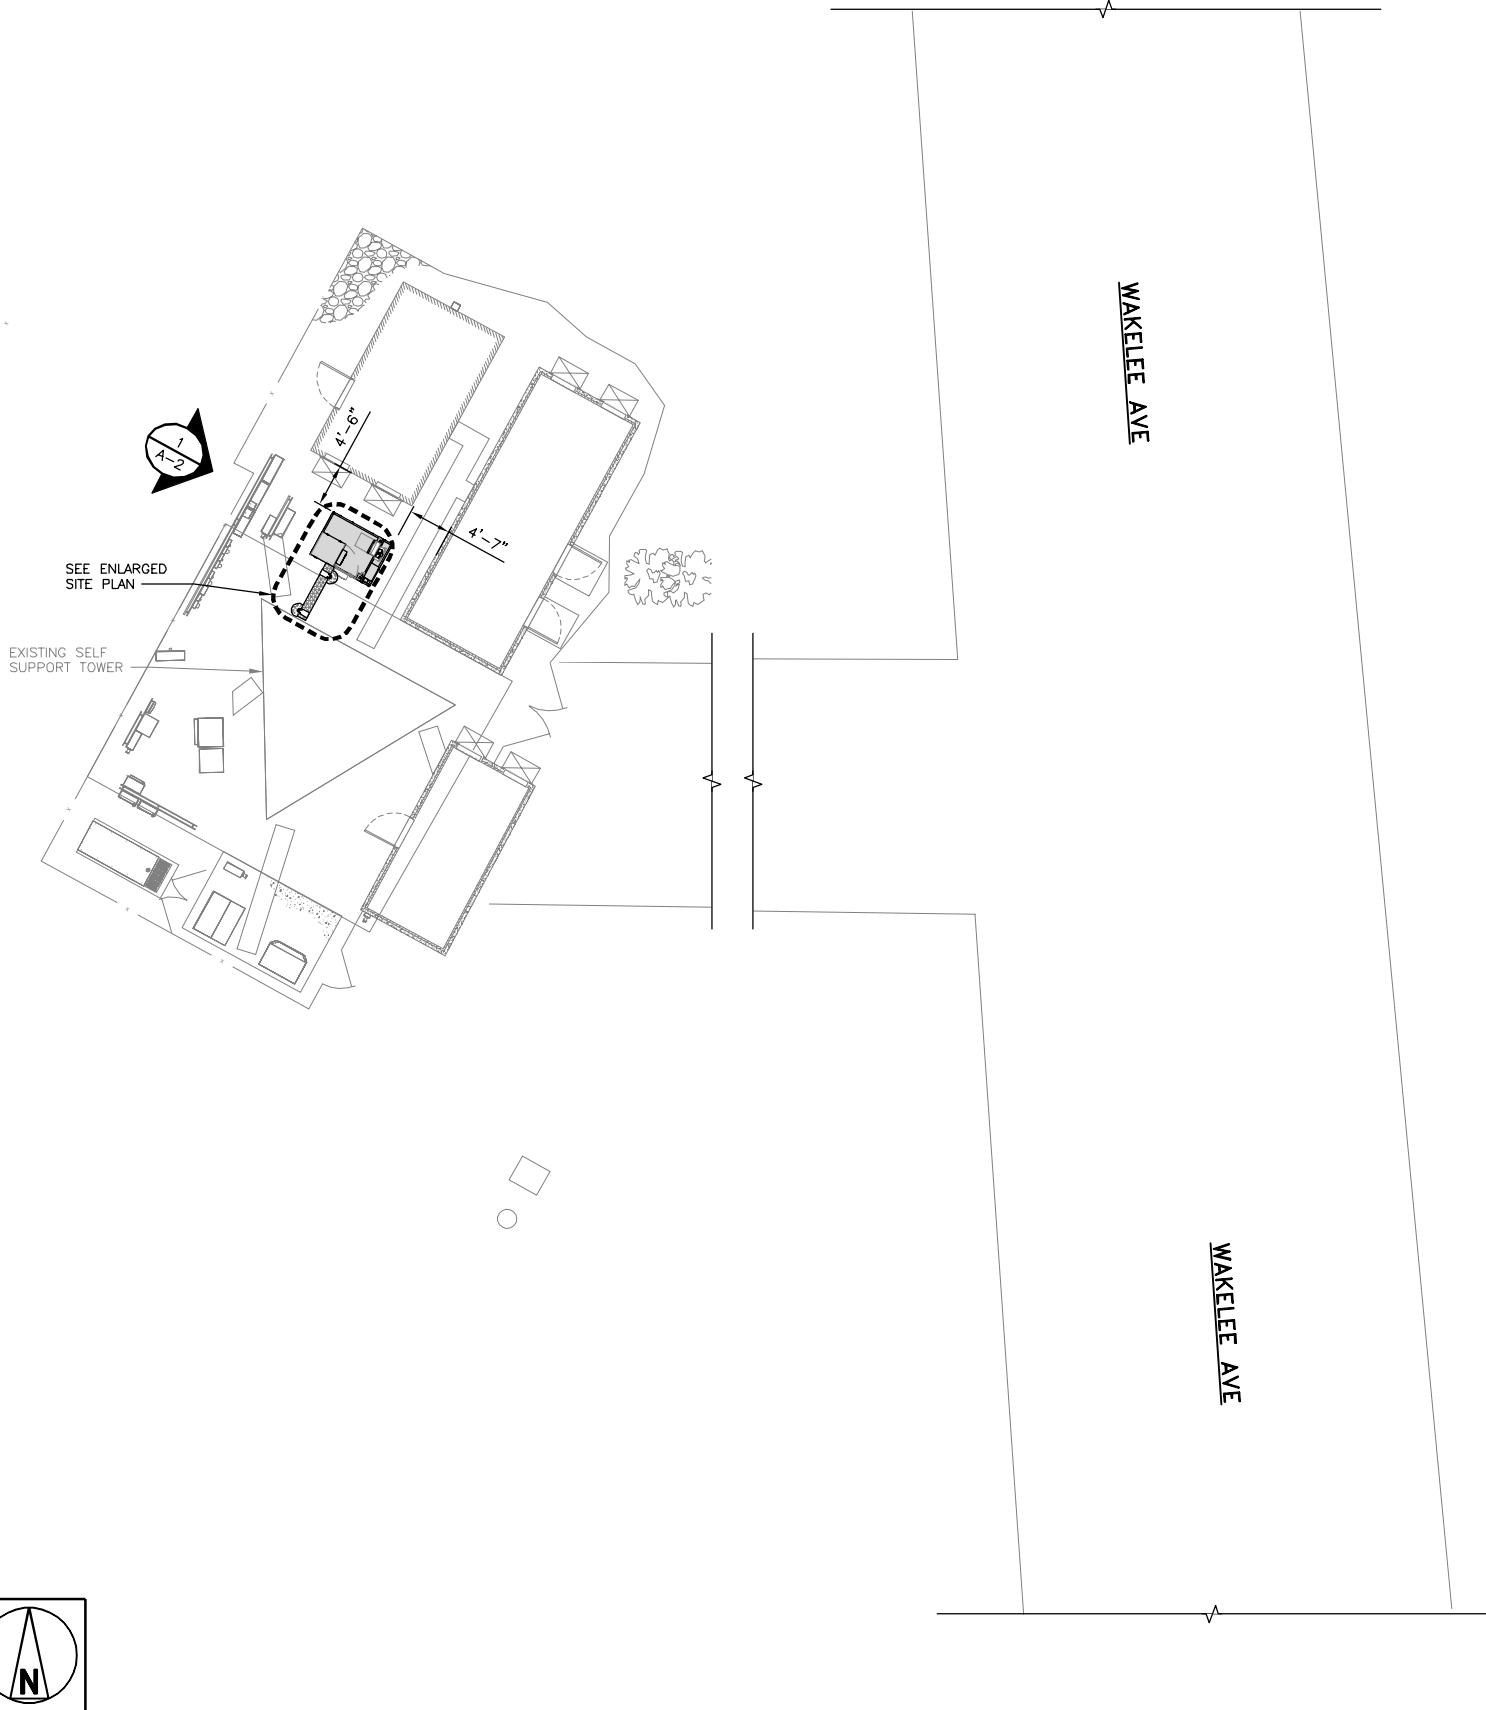 WAKELEE AVE
4'-6"
1
A-2
4'-7"
SEE ENLARGED
SITE PLAN
EXISTING SELF
SUPPORT TOWER
WAKELEE AVE
N